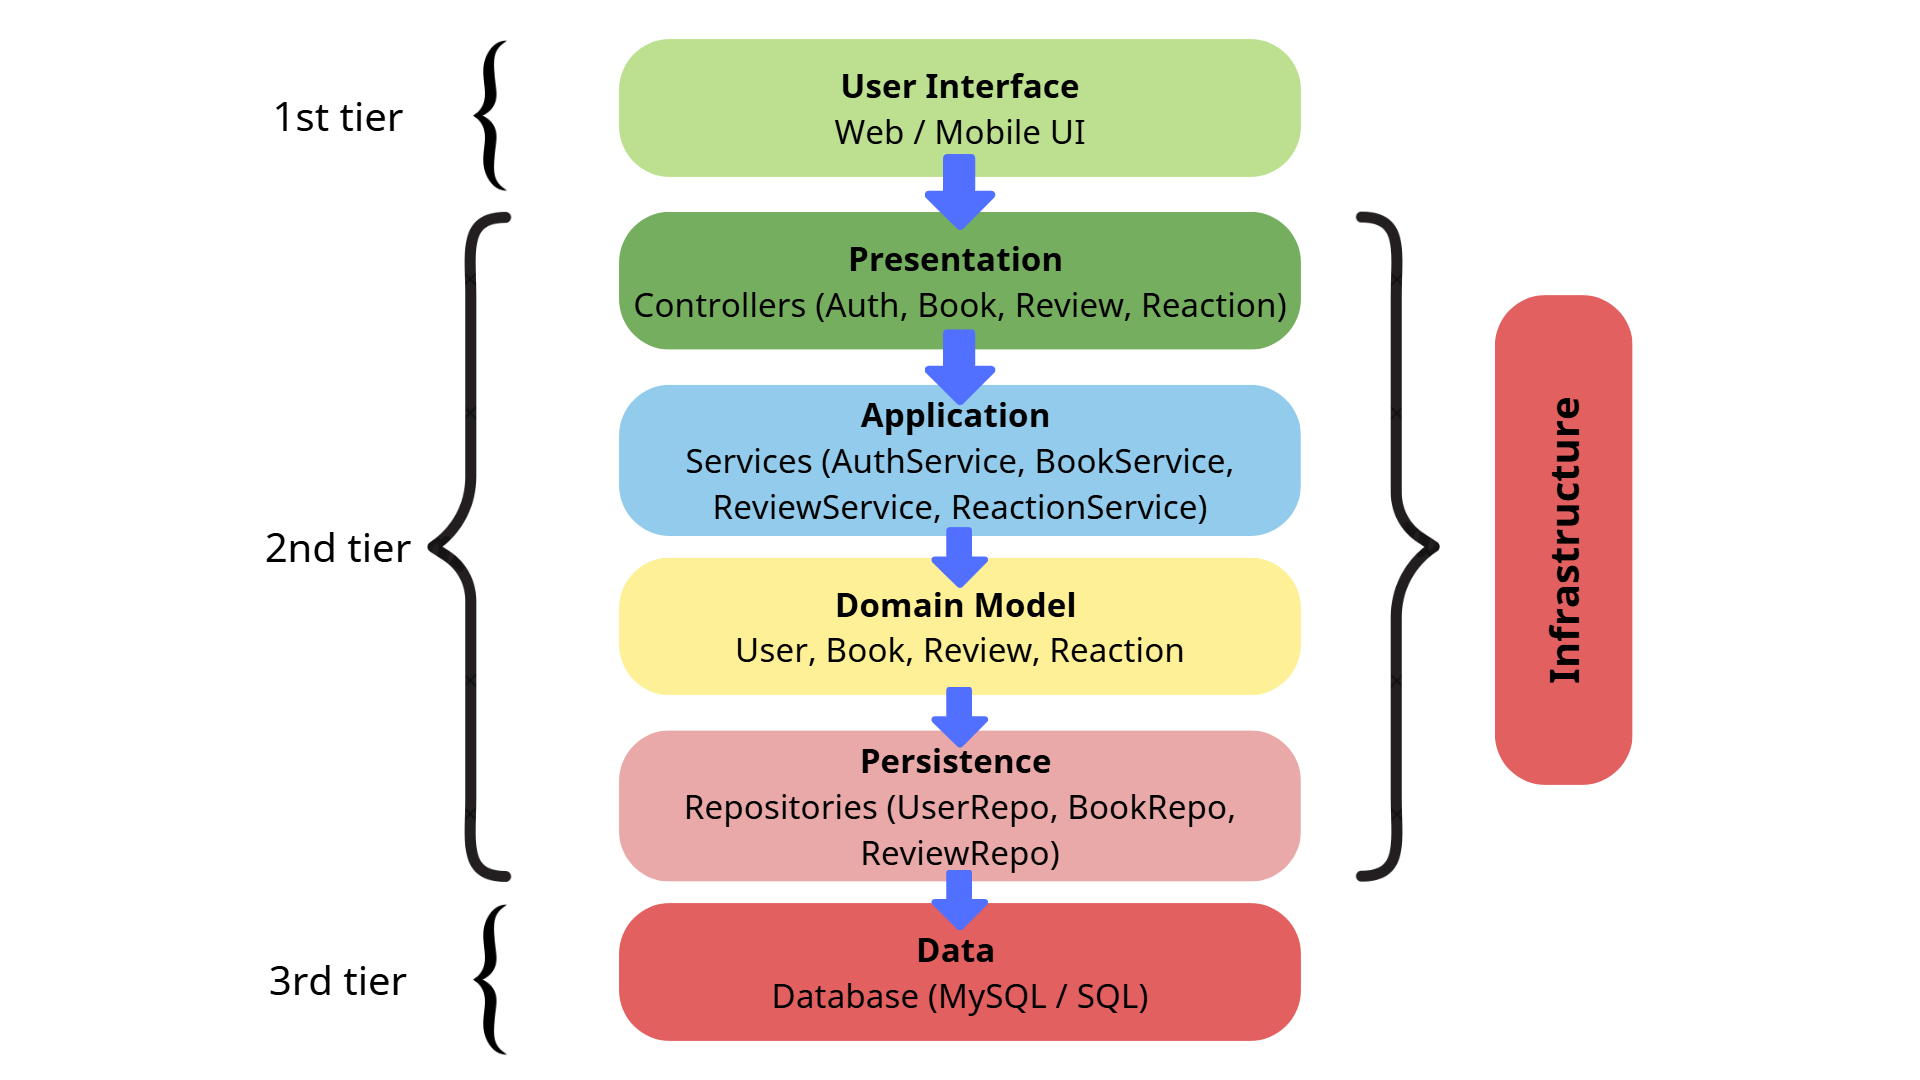 1st tier
User Interface
Web / Mobile UI
Presentation
Controllers (Auth, Book, Review, Reaction)
Application
Services (AuthService, BookService,
ReviewService, ReactionService)
2nd tier
Domain Model
User, Book, Review, Reaction
Persistence
Repositories (UserRepo, BookRepo,
ReviewRepo)
Infrastructure
3rd tier
Data
Database (MySQL / SQL)